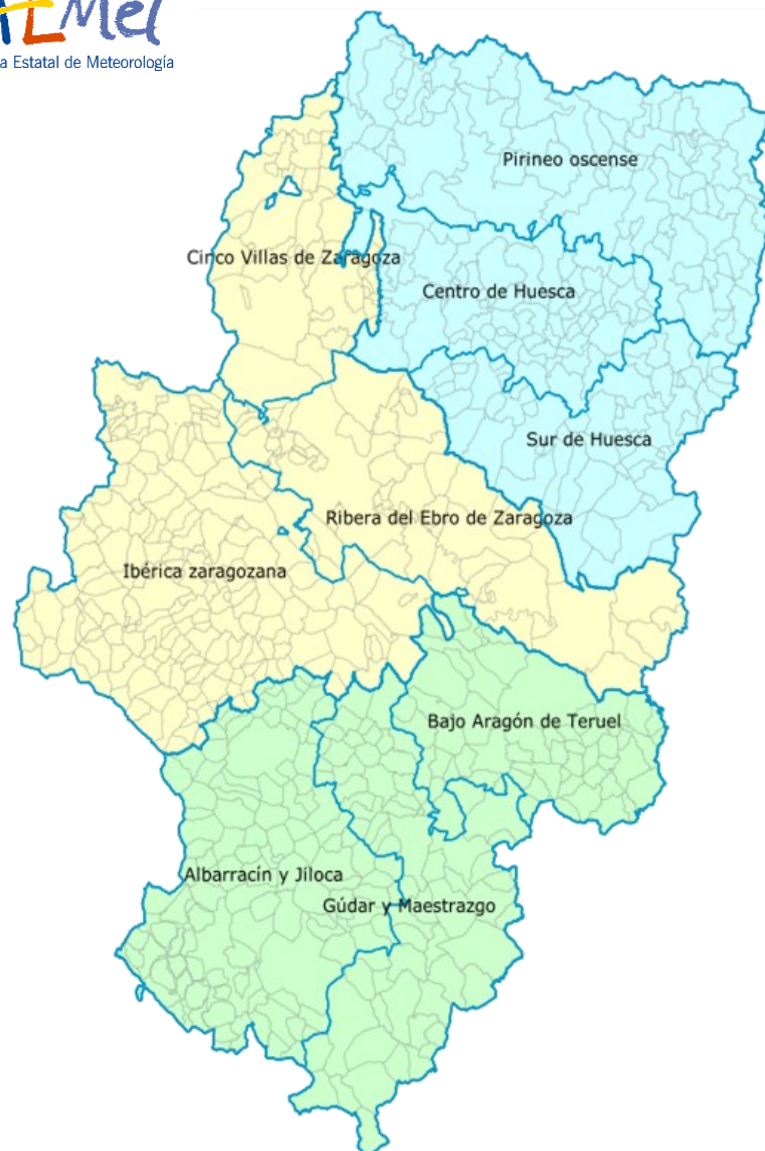 Met
a Estatal de Meteorología
Pirineo oscense
Cinco Villas de Zaragoza
Centro de Huesca
Sur de Huesca
Ribera del Ebro de Zaragoza
Ibérica zaragozana
Bajo Aragón de Teruel
Albarracín y Jiloca
Gúdar y Maestrazgo